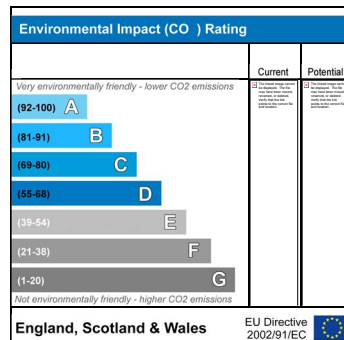 Environmental Impact (CO ) Rating
Current Potential
Very environmentally friendly - lower CO2 emissions
(92-100) A
(81-91) B
(69-80) C
(55-68) D
(39-54) E
(21-38) F
(1-20) G
Not environmentally friendly - higher CO2 emissions
England, Scotland & Wales
EU Directive
2002/91/EC